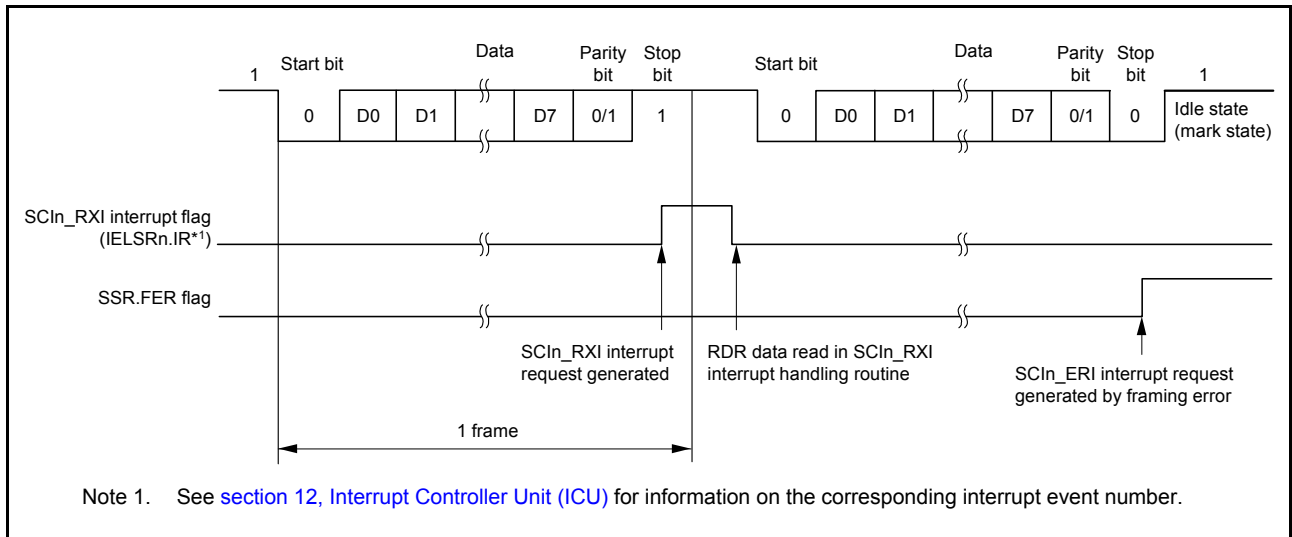 Data Parity Stop Data Parity Stop
1 Start bit bit bit Start bit bit bit 1
0 D0 D1 D7 0/1 1 0 D0 D1 D7 0/1 0 Idle state
(mark state)
SCIn_RXI interrupt flag
(IELSRn.IR*1)
SSR.FER flag
SCIn_RXI interrupt
request generated
RDR data read in SCIn_RXI
interrupt handling routine
SCIn_ERI interrupt request
generated by framing error
1 frame
Note 1. See section 12, Interrupt Controller Unit (ICU) for information on the corresponding interrupt event number.